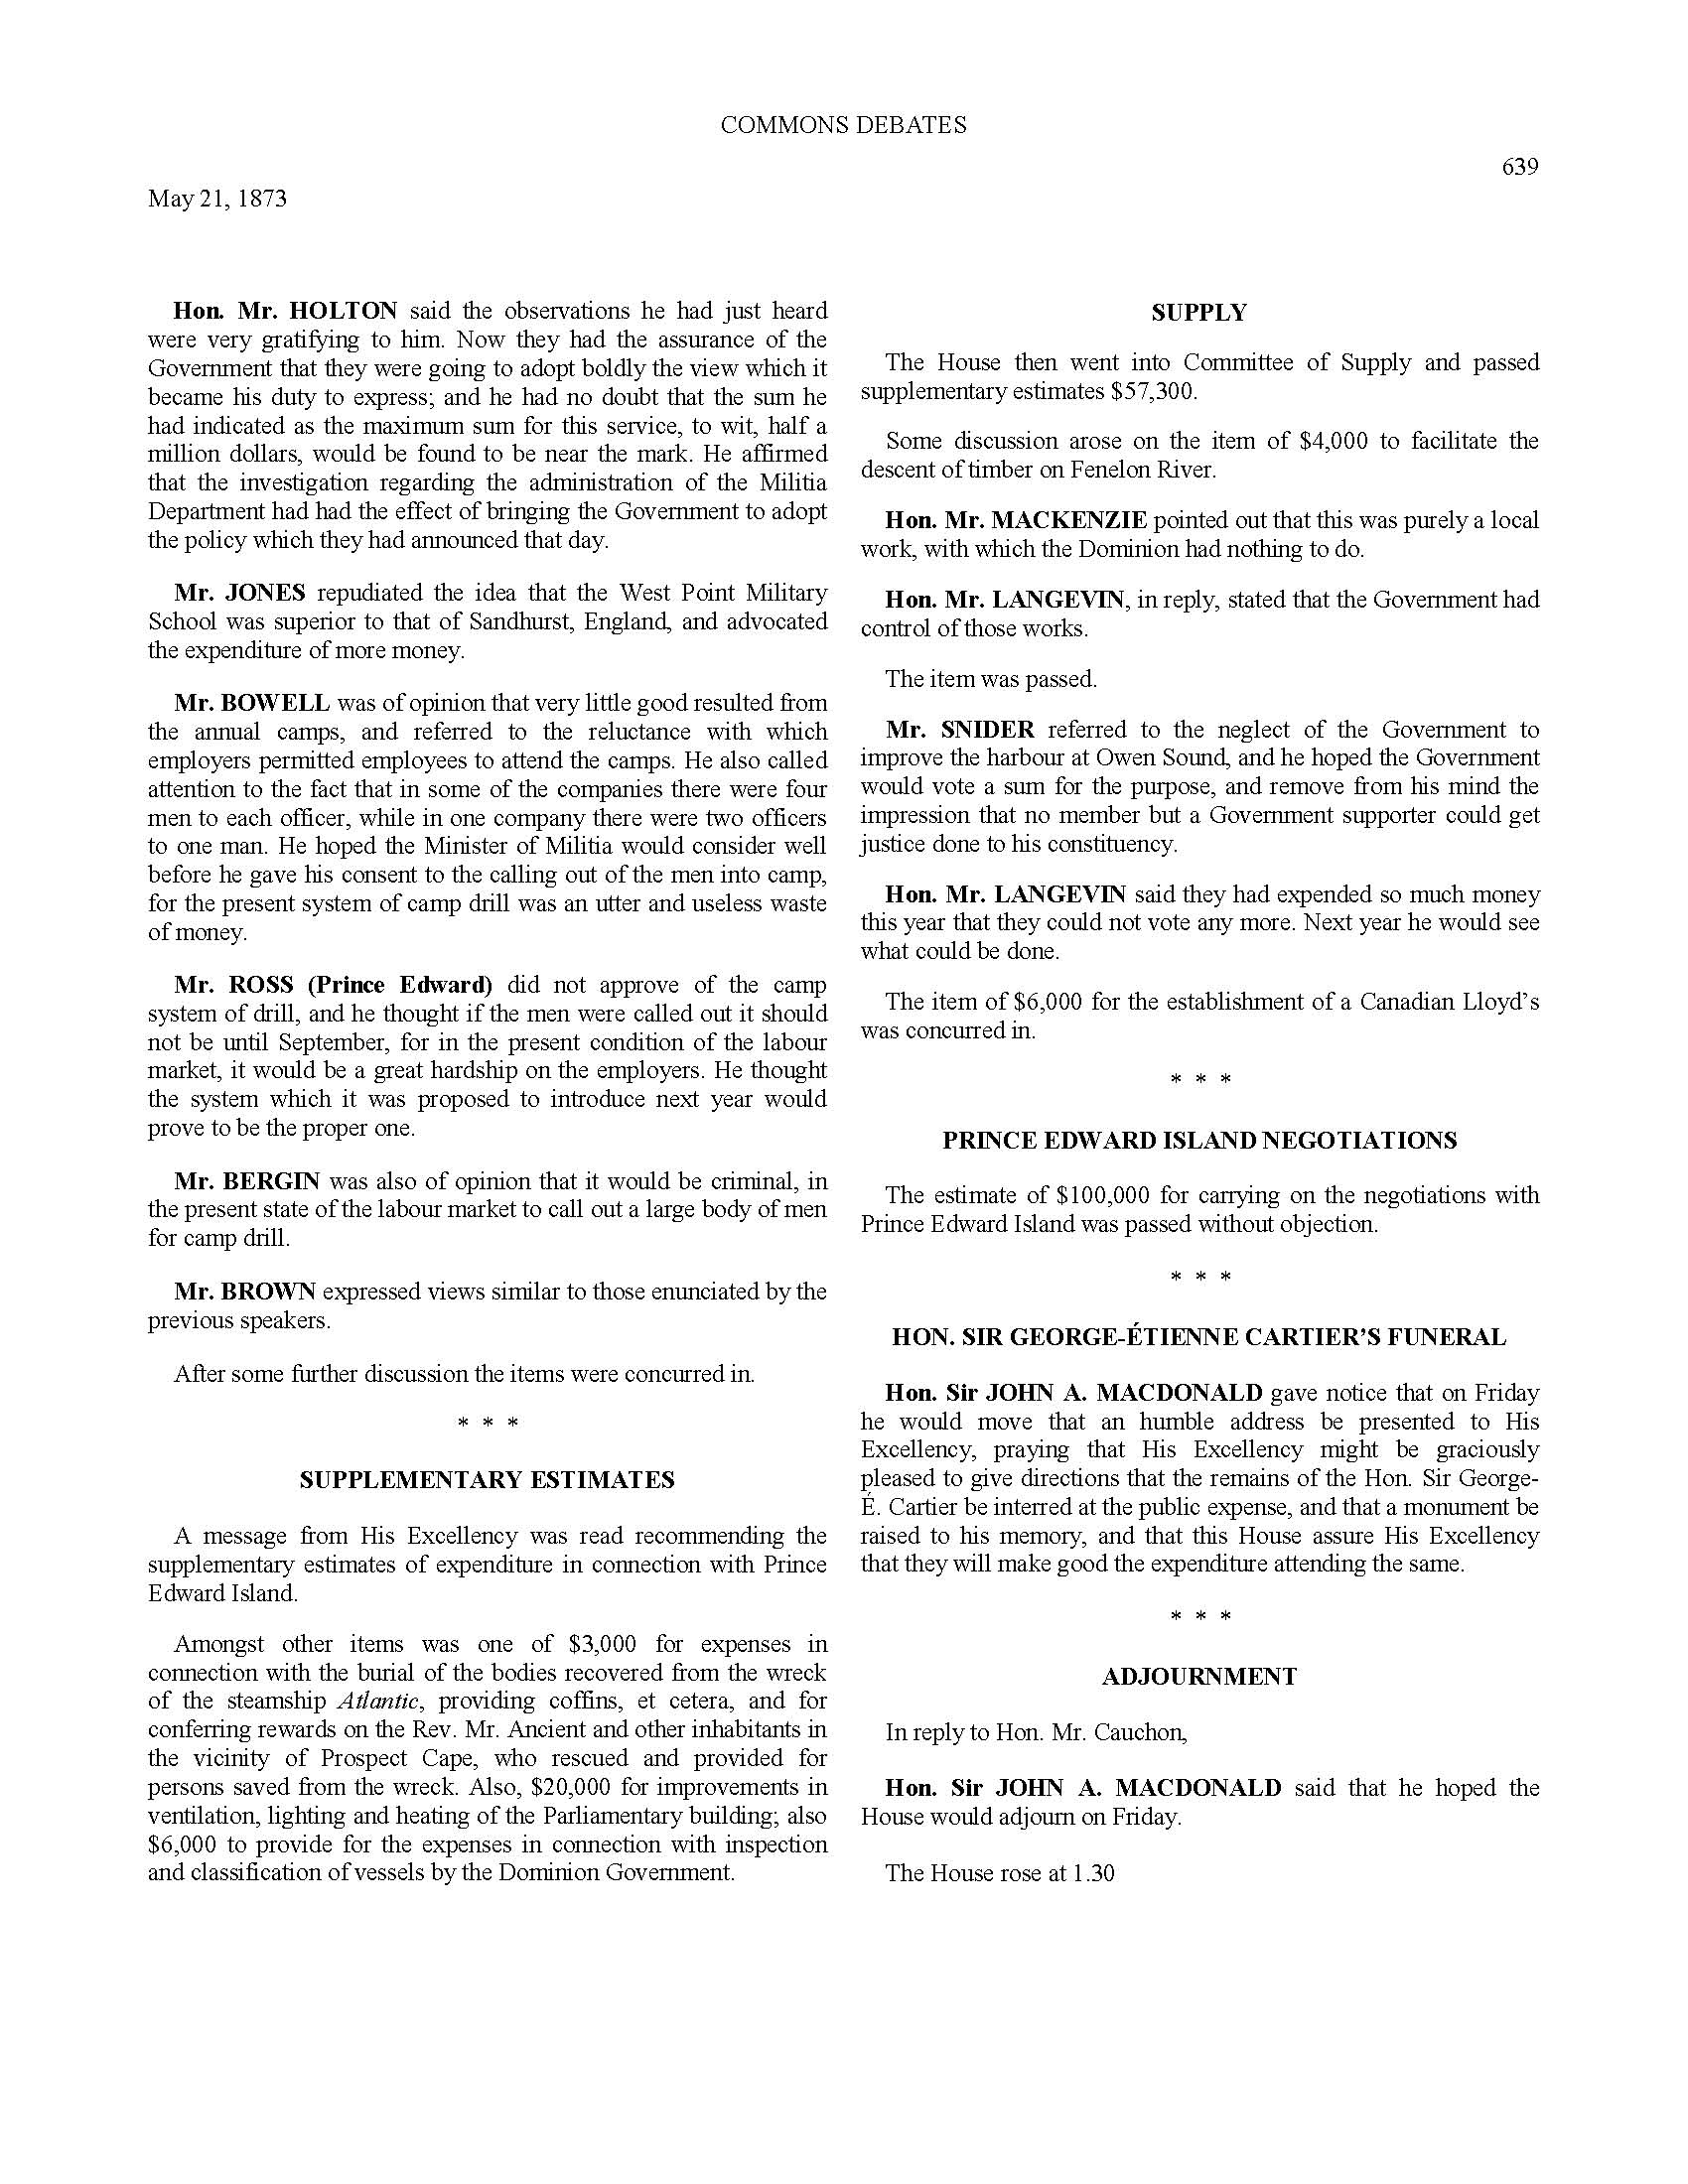 COMMONS DEBATES
639
May 21, 1873
Hon. Mr. HOLTON said the observations he had just heard
were very gratifying to him. Now they had the assurance of the
Government that they were going to adopt boldly the view which it
became his duty to express; and he had no doubt that the sum he
had indicated as the maximum sum for this service, to wit, half a
million dollars, would be found to be near the mark. He affirmed
that the investigation regarding the administration of the Militia
Department had had the effect of bringing the Government to adopt
the policy which they had announced that day.
Mr. JONES repudiated the idea that the West Point Military
School was superior to that of Sandhurst, England, and advocated
the expenditure of more money.
Mr. BOWELL was of opinion that very little good resulted from
the annual camps, and referred to the reluctance with which
employers permitted employees to attend the camps. He also called
attention to the fact that in some of the companies there were four
men to each officer, while in one company there were two officers
to one man. He hoped the Minister of Militia would consider well
before he gave his consent to the calling out of the men into camp,
for the present system of camp drill was an utter and useless waste
of money.
Mr. ROSS (Prince Edward) did not approve of the camp
system of drill, and he thought if the men were called out it should
not be until September, for in the present condition of the labour
market, it would be a great hardship on the employers. He thought
the system which it was proposed to introduce next year would
prove to be the proper one.
Mr. BERGIN was also of opinion that it would be criminal, in
the present state of the labour market to call out a large body of men
for camp drill.
Mr. BROWN expressed views similar to those enunciated by the
previous speakers.
After some further discussion the items were concurred in.
* * *
SUPPLEMENTARY ESTIMATES
A message from His Excellency was read recommending the
supplementary estimates of expenditure in connection with Prince
Edward Island.
Amongst other items was one of $3,000 for expenses in
connection with the burial of the bodies recovered from the wreck
of the steamship Atlantic, providing coffins, et cetera, and for
conferring rewards on the Rev. Mr. Ancient and other inhabitants in
the vicinity of Prospect Cape, who rescued and provided for
persons saved from the wreck. Also, $20,000 for improvements in
ventilation, lighting and heating of the Parliamentary building; also
$6,000 to provide for the expenses in connection with inspection
and classification of vessels by the Dominion Government.
SUPPLY
The House then went into Committee of Supply and passed
supplementary estimates $57,300.
Some discussion arose on the item of $4,000 to facilitate the
descent of timber on Fenelon River.
Hon. Mr. MACKENZIE pointed out that this was purely a local
work, with which the Dominion had nothing to do.
Hon. Mr. LANGEVIN, in reply, stated that the Government had
control of those works.
The item was passed.
Mr. SNIDER referred to the neglect of the Government to
improve the harbour at Owen Sound, and he hoped the Government
would vote a sum for the purpose, and remove from his mind the
impression that no member but a Government supporter could get
justice done to his constituency.
Hon. Mr. LANGEVIN said they had expended so much money
this year that they could not vote any more. Next year he would see
what could be done.
The item of $6,000 for the establishment of a Canadian Lloyd’s
was concurred in.
* * *
PRINCE EDWARD ISLAND NEGOTIATIONS
The estimate of $100,000 for carrying on the negotiations with
Prince Edward Island was passed without objection.
* * *
HON. SIR GEORGE-ÉTIENNE CARTIER’S FUNERAL
Hon. Sir JOHN A. MACDONALD gave notice that on Friday
he would move that an humble address be presented to His
Excellency, praying that His Excellency might be graciously
pleased to give directions that the remains of the Hon. Sir George-
É. Cartier be interred at the public expense, and that a monument be
raised to his memory, and that this House assure His Excellency
that they will make good the expenditure attending the same.
* * *
ADJOURNMENT
In reply to Hon. Mr. Cauchon,
Hon. Sir JOHN A. MACDONALD said that he hoped the
House would adjourn on Friday.
The House rose at 1.30